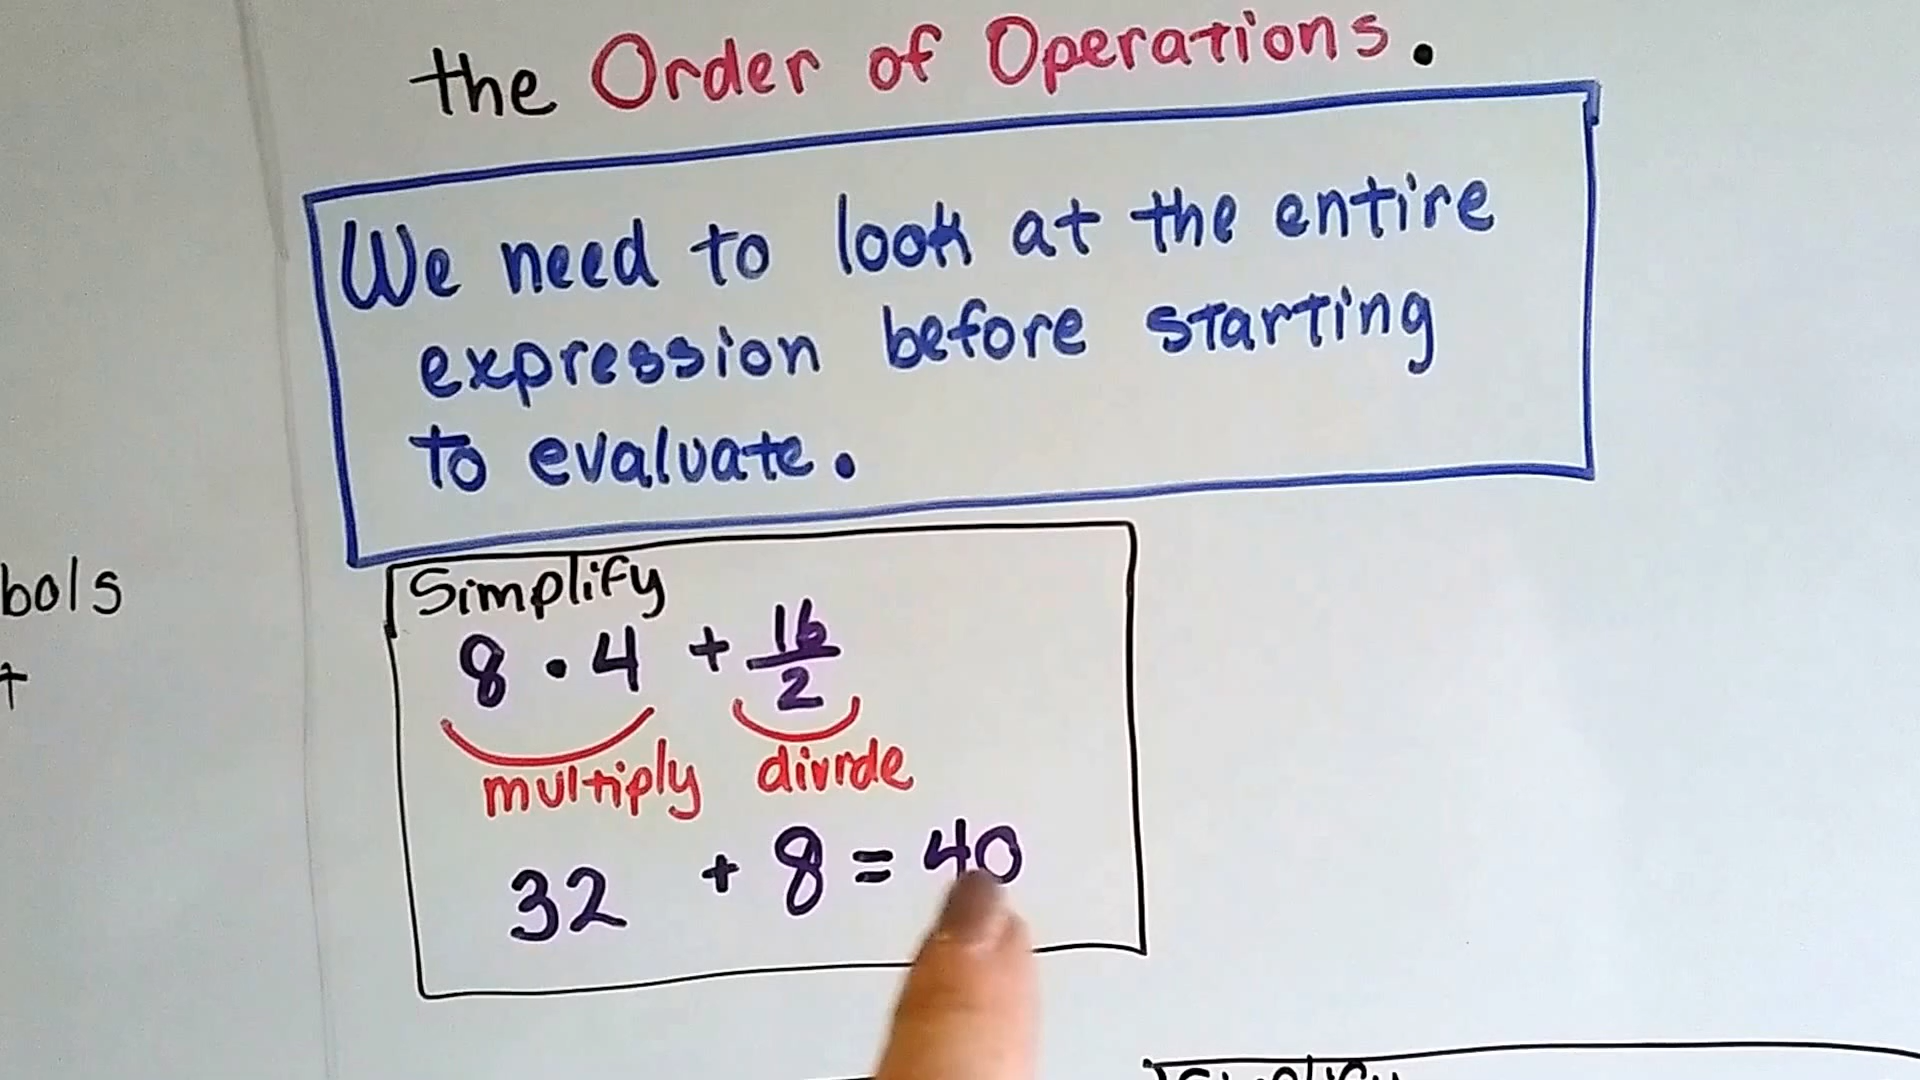 the Order of Operations.
We need to look at the entire
expression before starting
to evaluate.
bols
Simplify
8 · 4 + 16/2
multiply divide
32 + 8 = 40
Simplify